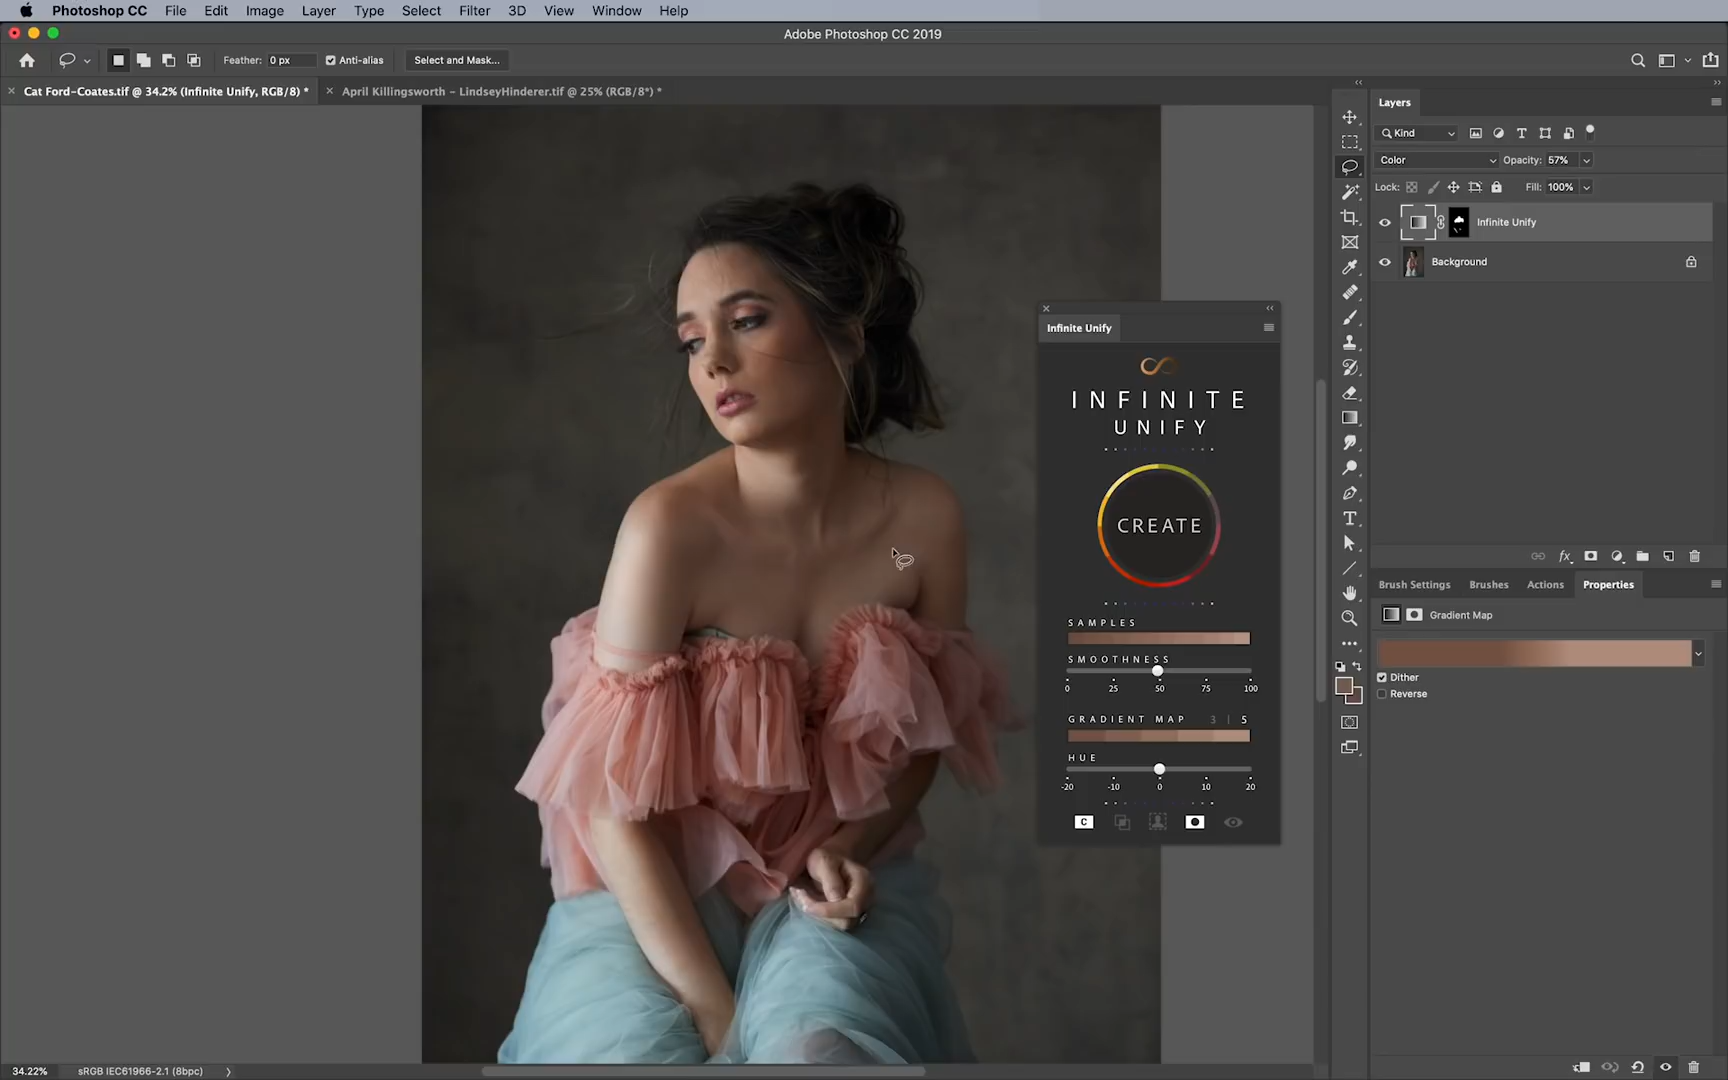 Photoshop CC File Edit Image Layer Type Select Filter 3D View Window Help
Adobe Photoshop CC 2019
Feather: 0 px Anti-alias Select and Mask...
Cat Ford-Coates.tif @ 34.2% (Infinite Unify, RGB/8) *
April Killingsworth - LindseyHinderer.tif @ 25% (RGB/8*) *
Layers
Kind
Color Opacity: 57%
Lock: Fill: 100%
Infinite Unify
Background
Infinite Unify
INFINITE
UNIFY
CREATE
SAMPLES
SMOOTHNESS
0 25 50 75 100
GRADIENT MAP 3 | 5
HUE
-20 -10 0 10 20
C
Brush Settings Brushes Actions Properties
Gradient Map
Dither
Reverse
34.22% sRGB IEC61966-2.1 (8bpc)